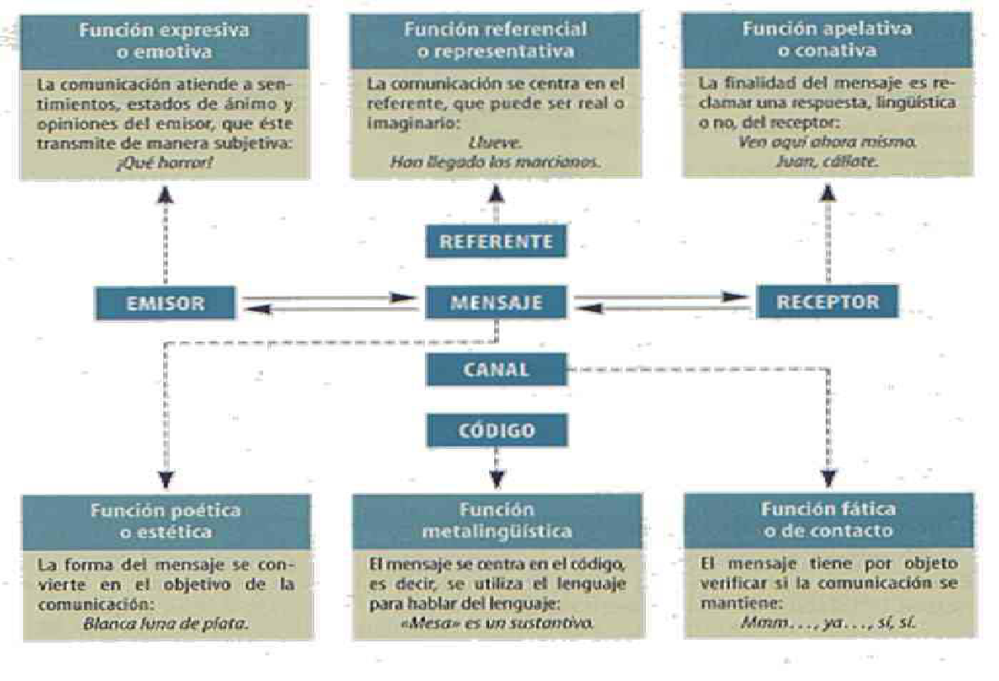 Función expresiva
o emotiva
La comunicación atiende a sen-
timientos, estados de ánimo y
opiniones del emisor, que éste
transmite de manera subjetiva:
¡Qué horror!
Función referencial
o representativa
La comunicación se centra en el
referente, que puede ser real o
imaginario:
Llueve.
Han llegado los marcianos.
Función apelativa
o conativa
La finalidad del mensaje es re-
clamar una respuesta, lingüística
o no, del receptor:
Ven aquí ahora mismo.
Juan, cállate.
REFERENTE
EMISOR
MENSAJE
RECEPTOR
CANAL
CÓDIGO
Función poética
o estética
La forma del mensaje se con-
vierte en el objetivo de la
comunicación:
Blanca luna de plata.
Función
metalingüística
El mensaje se centra en el código,
es decir, se utiliza el lenguaje
para hablar del lenguaje:
«Mesa» es un sustantivo.
Función fática
o de contacto
El mensaje tiene por objeto
verificar si la comunicación se
mantiene:
Mmm..., ya..., sí, sí.